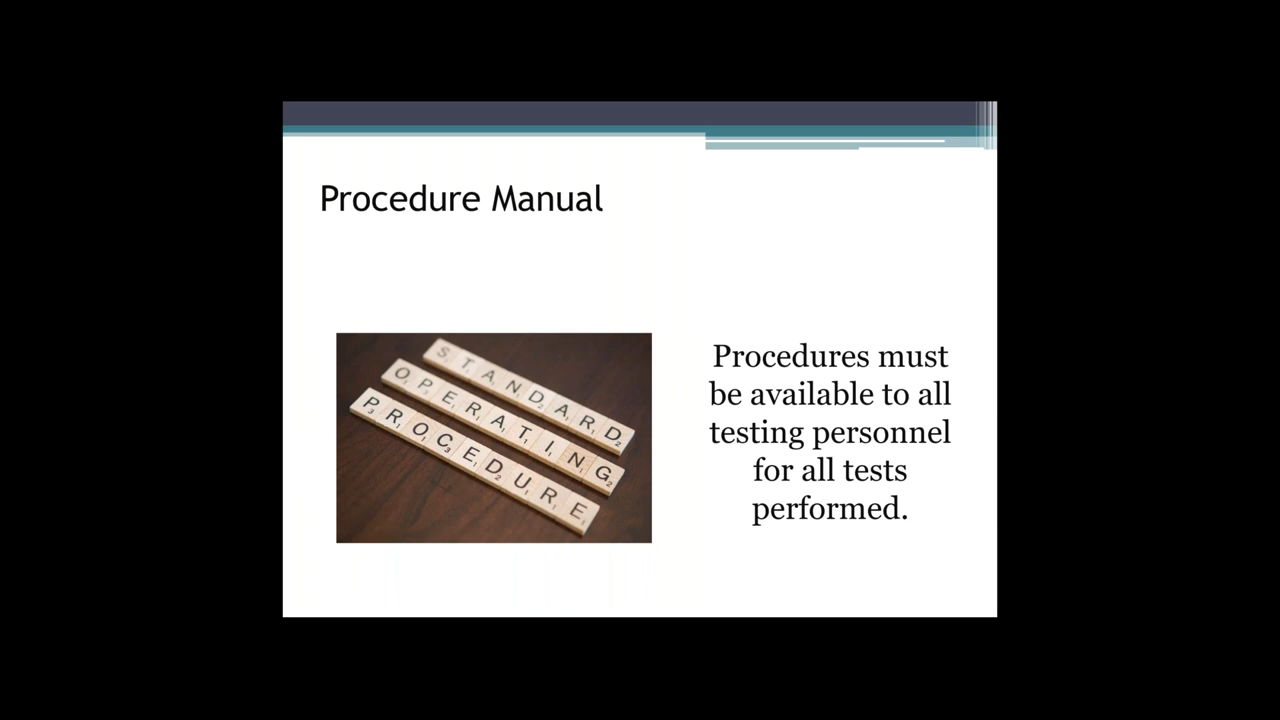 Procedure Manual
STANDARD
OPERATING
PROCEDURE
Procedures must
be available to all
testing personnel
for all tests
performed.